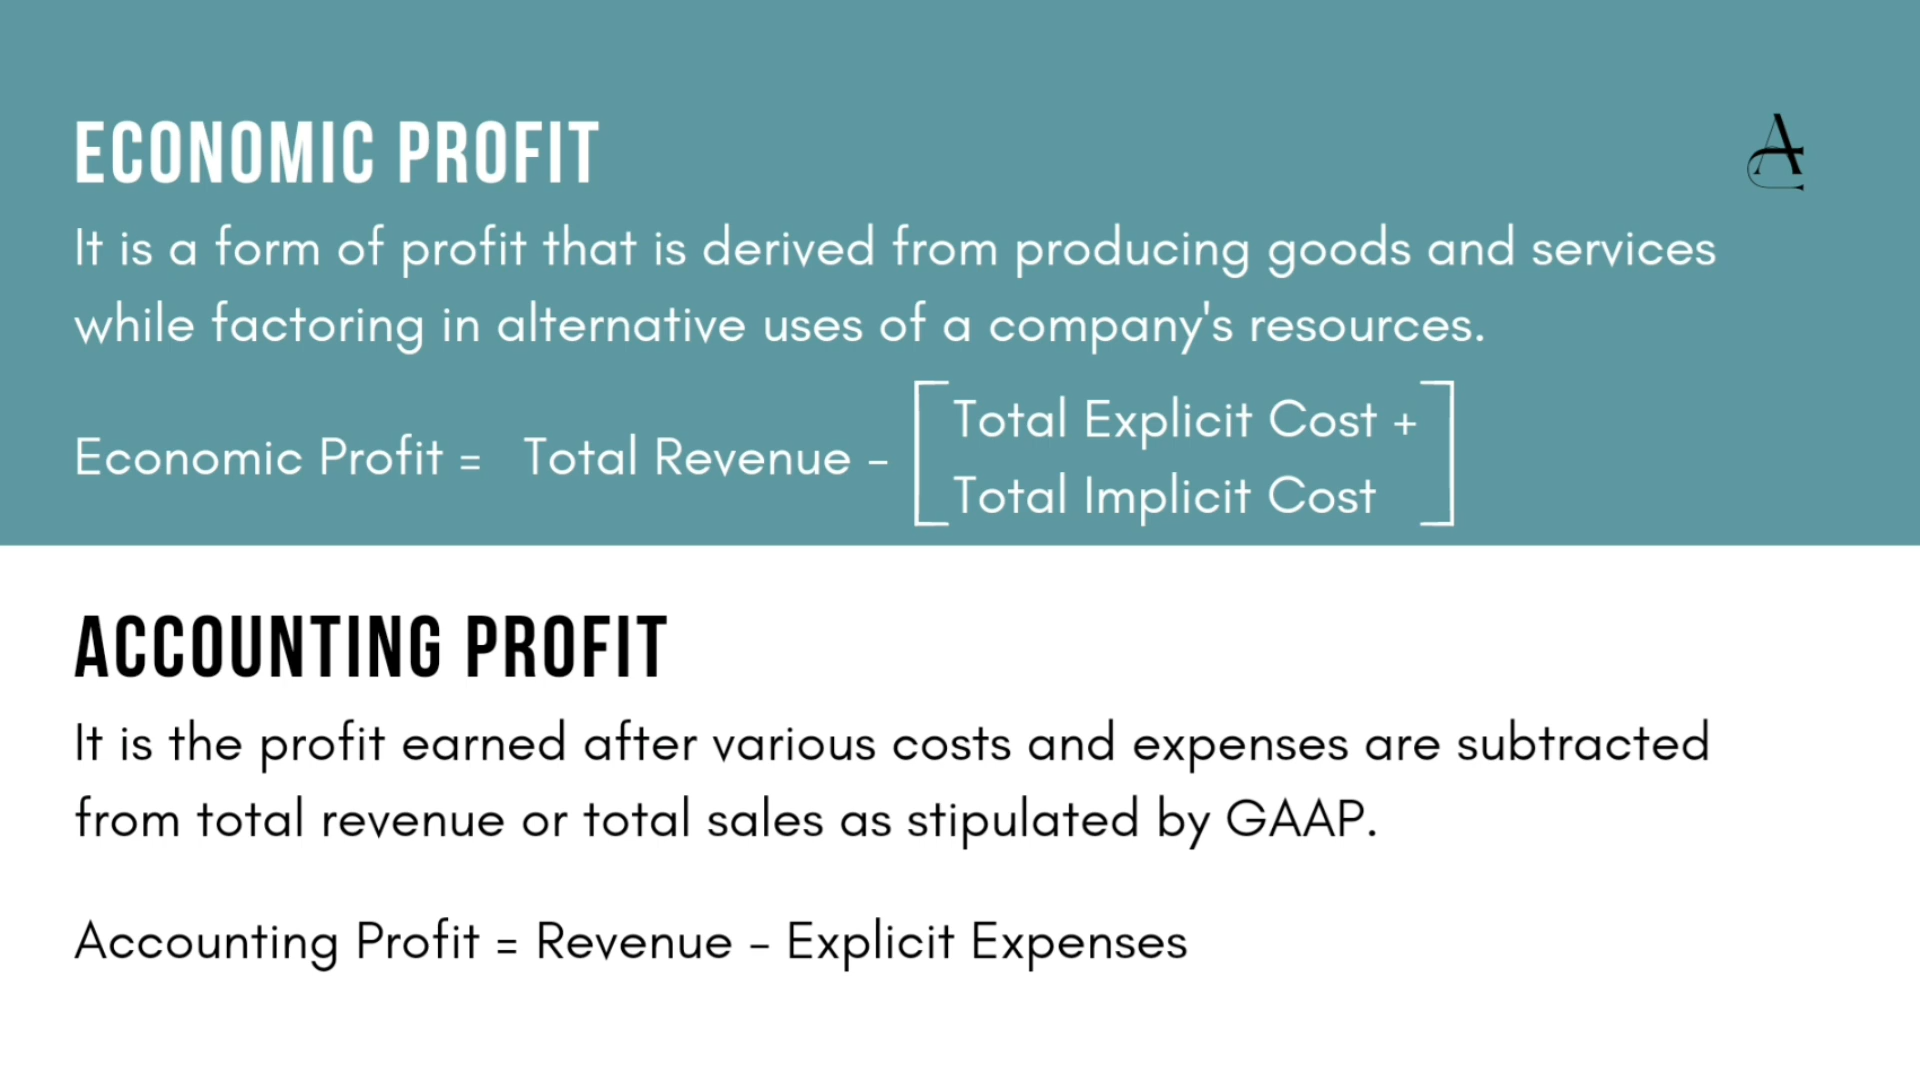 ECONOMIC PROFIT
A
It is a form of profit that is derived from producing goods and services
while factoring in alternative uses of a company's resources.
Economic Profit = Total Revenue - [Total Explicit Cost +
Total Implicit Cost]
ACCOUNTING PROFIT
It is the profit earned after various costs and expenses are subtracted
from total revenue or total sales as stipulated by GAAP.
Accounting Profit = Revenue - Explicit Expenses